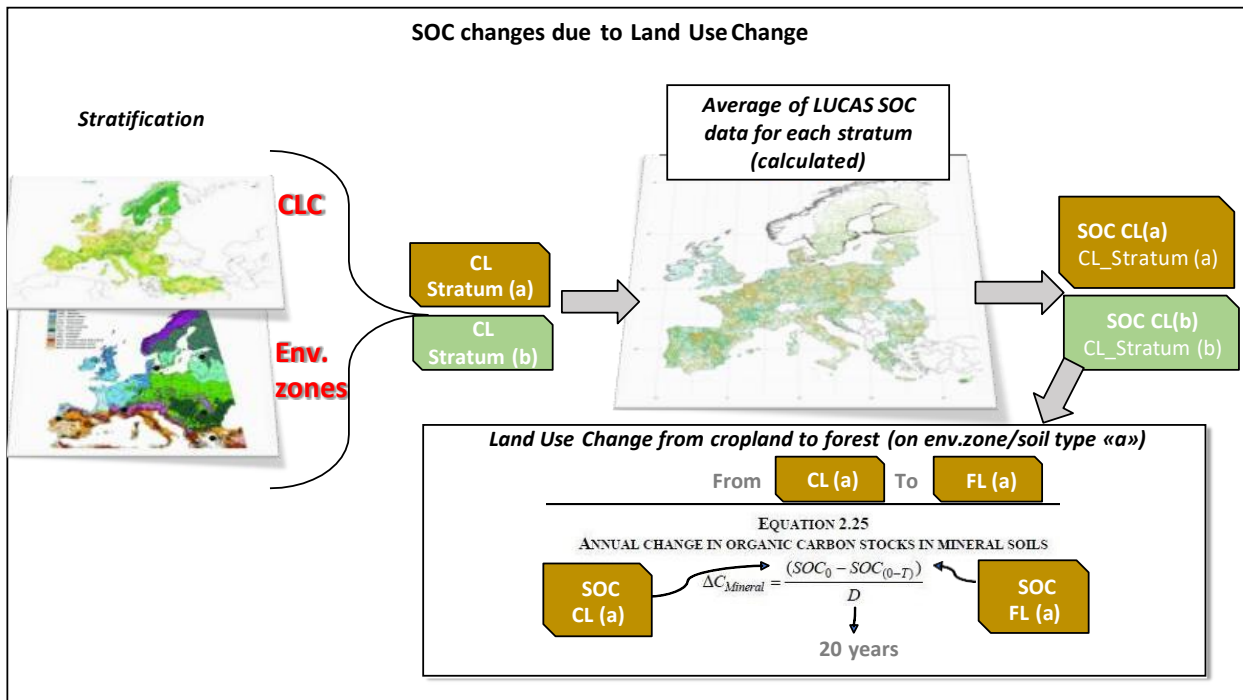 SOC changes due to Land Use Change
Stratification
CLC
Env.
zones
CL
Stratum (a)
CL
Stratum (b)
Average of LUCAS SOC
data for each stratum
(calculated)
SOC CL(a)
CL_Stratum (a)
SOC CL(b)
CL_Stratum (b)
Land Use Change from cropland to forest (on env.zone/soil type «a»)
From CL (a) To FL (a)
EQUATION 2.25
ANNUAL CHANGE IN ORGANIC CARBON STOCKS IN MINERAL SOILS
SOC
CL (a)
ΔC_Mineral = (SOC_0 − SOC_(0−T)) / D
SOC
FL (a)
20 years